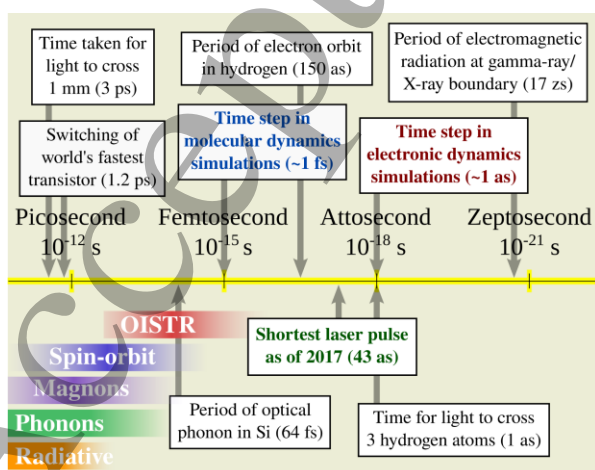 Time taken for
light to cross
1 mm (3 ps)
Period of electron orbit
in hydrogen (150 as)
Period of electromagnetic
radiation at gamma-ray/
X-ray boundary (17 zs)
Switching of
world's fastest
transistor (1.2 ps)
Time step in
molecular dynamics
simulations (~1 fs)
Time step in
electronic dynamics
simulations (~1 as)
Picosecond
10⁻¹² s
Femtosecond
10⁻¹⁵ s
Attosecond
10⁻¹⁸ s
Zeptosecond
10⁻²¹ s
OISTR
Spin-orbit
Magnons
Phonons
Radiative
Shortest laser pulse
as of 2017 (43 as)
Period of optical
phonon in Si (64 fs)
Time for light to cross
3 hydrogen atoms (1 as)